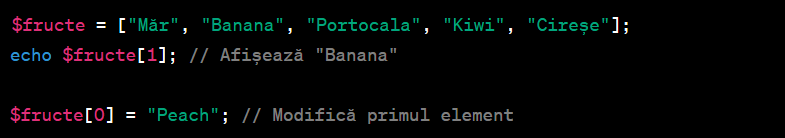 $fructe = ["Măr", "Banana", "Portocala", "Kiwi", "Cireșe"];
echo $fructe[1]; // Afișează "Banana"
$fructe[0] = "Peach"; // Modifică primul element